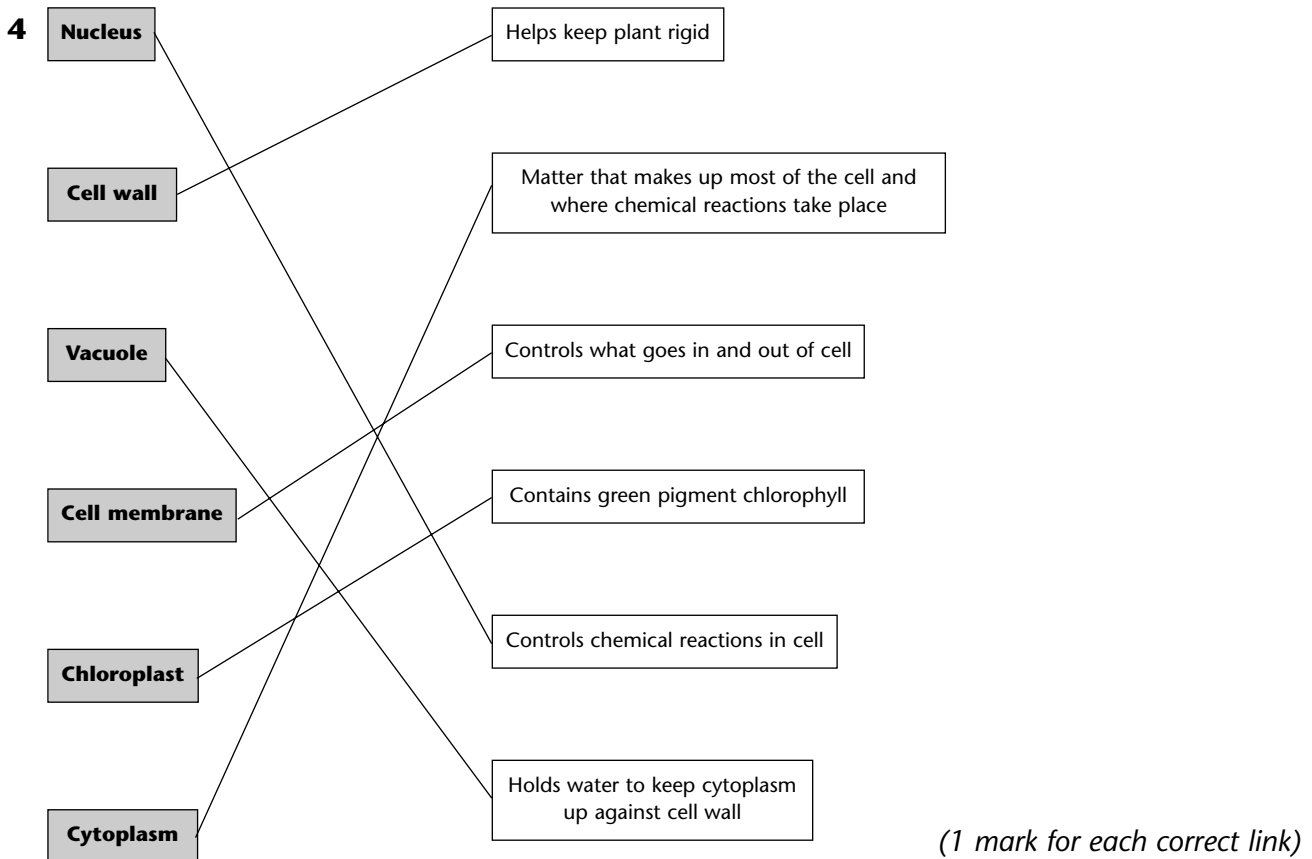 4
Nucleus
Helps keep plant rigid
Cell wall
Matter that makes up most of the cell and
where chemical reactions take place
Vacuole
Controls what goes in and out of cell
Cell membrane
Contains green pigment chlorophyll
Chloroplast
Controls chemical reactions in cell
Cytoplasm
Holds water to keep cytoplasm
up against cell wall
(1 mark for each correct link)